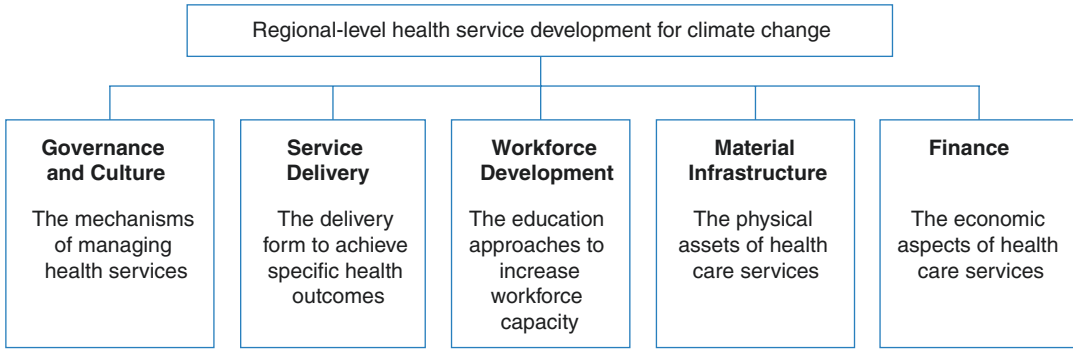 Regional-level health service development for climate change
Governance
and Culture
The mechanisms
of managing
health services
Service
Delivery
The delivery
form to achieve
specific health
outcomes
Workforce
Development
The education
approaches to
increase
workforce
capacity
Material
Infrastructure
The physical
assets of health
care services
Finance
The economic
aspects of health
care services